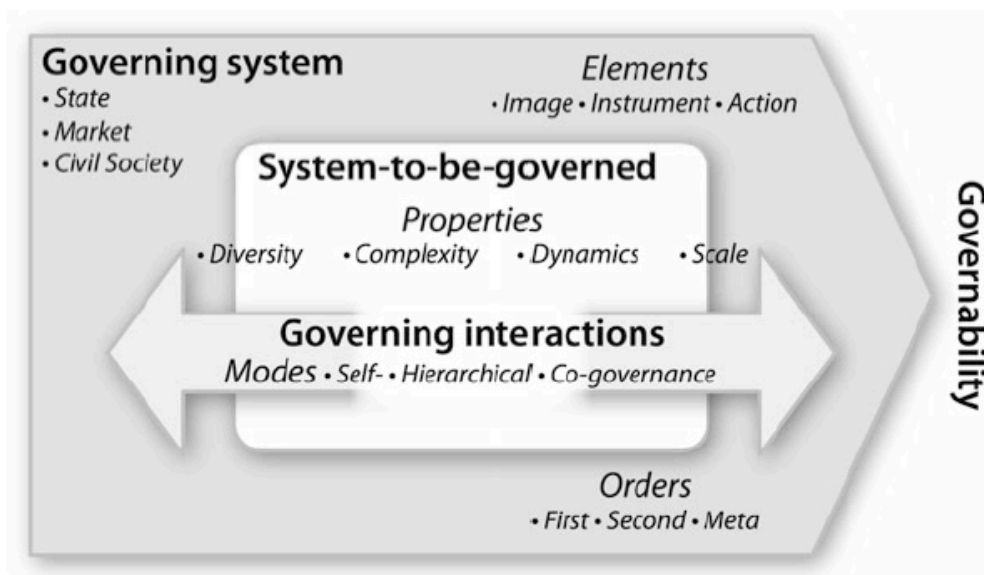 Governing system
• State
• Market
• Civil Society
Elements
• Image • Instrument • Action
System-to-be-governed
Properties
• Diversity • Complexity • Dynamics • Scale
Governing interactions
Modes • Self- • Hierarchical • Co-governance
Orders
• First • Second • Meta
Governability